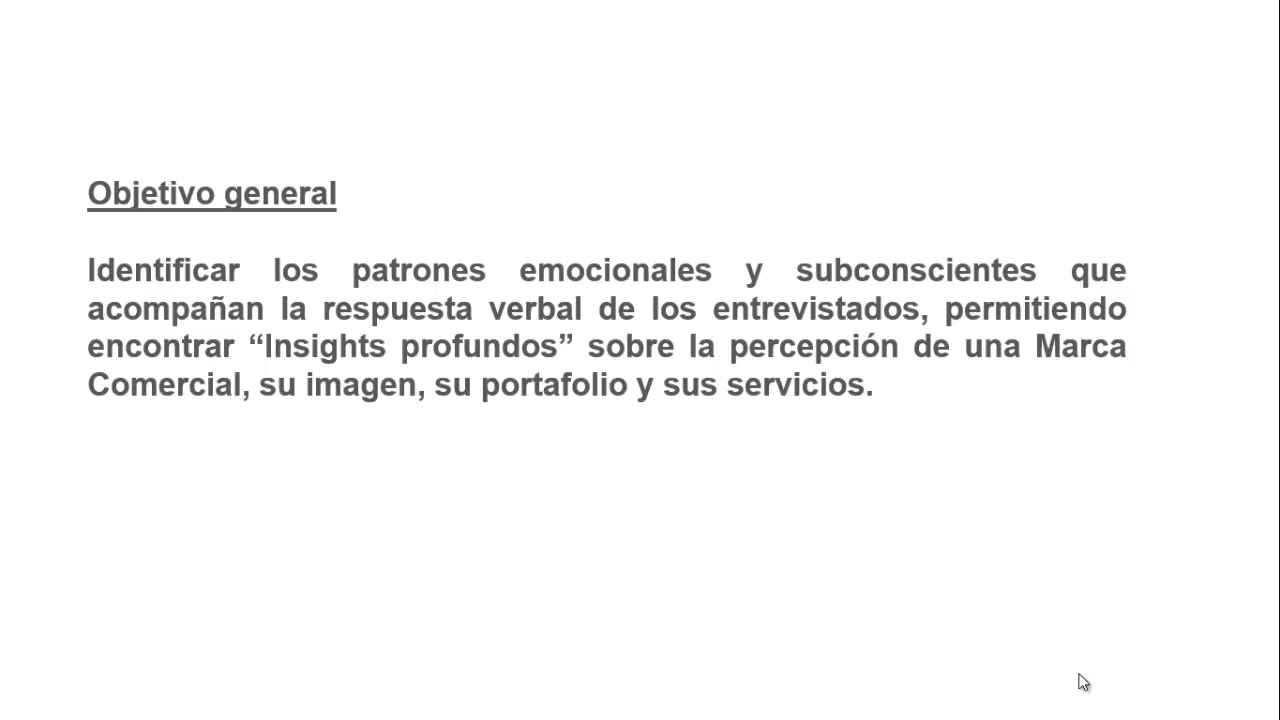 Objetivo general
Identificar los patrones emocionales y subconscientes que
acompañan la respuesta verbal de los entrevistados, permitiendo
encontrar “Insights profundos” sobre la percepción de una Marca
Comercial, su imagen, su portafolio y sus servicios.